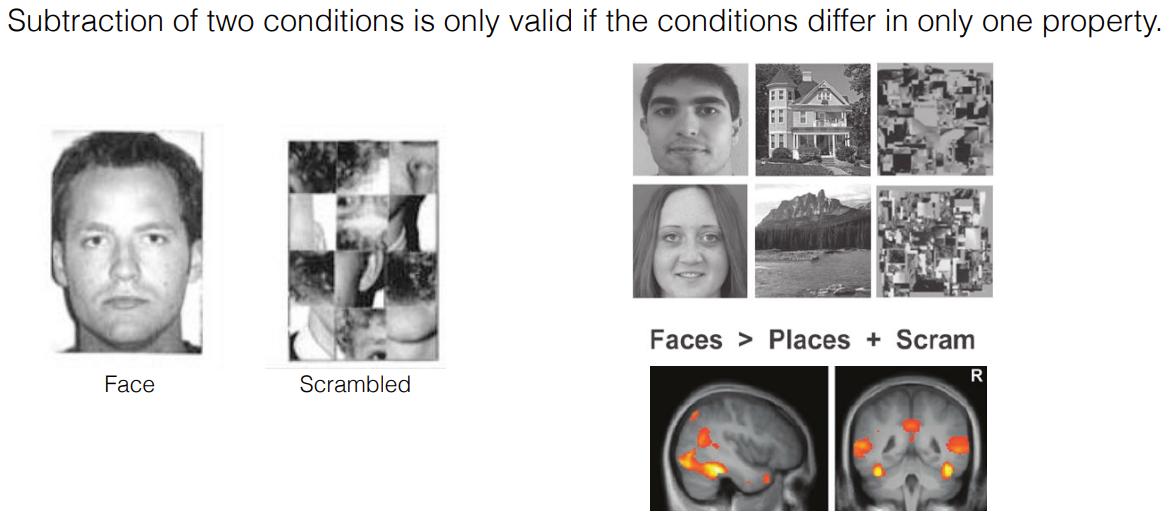 Subtraction of two conditions is only valid if the conditions differ in only one property.
Face
Scrambled
Faces > Places + Scram
R